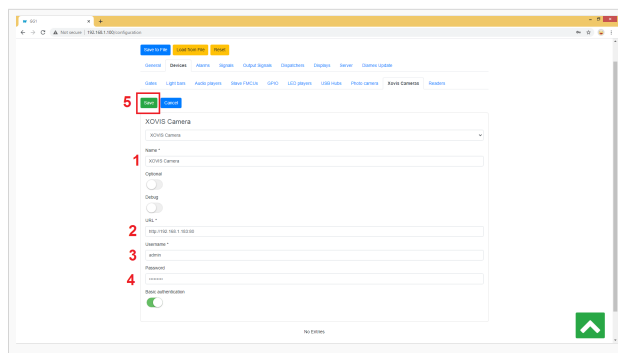 SG1
Not secure | 192.168.1.100/configuration
Save to File Load from File Reset
General Devices Alarms Signals Output Signals Dispatchers Displays Server Device Update
Gates Light bars Audio players Slave FMCUs GPIO LED players USB Hubs Photo camera Xovis Cameras Readers
5 Save Cancel
XOVIS Camera
XOVIS Camera
Name *
1 XOVIS Camera
Optional
Debug
URL *
2 http://192.168.1.103:80
Username *
3 admin
Password
4 ••••••••
Basic authentication
No Entries